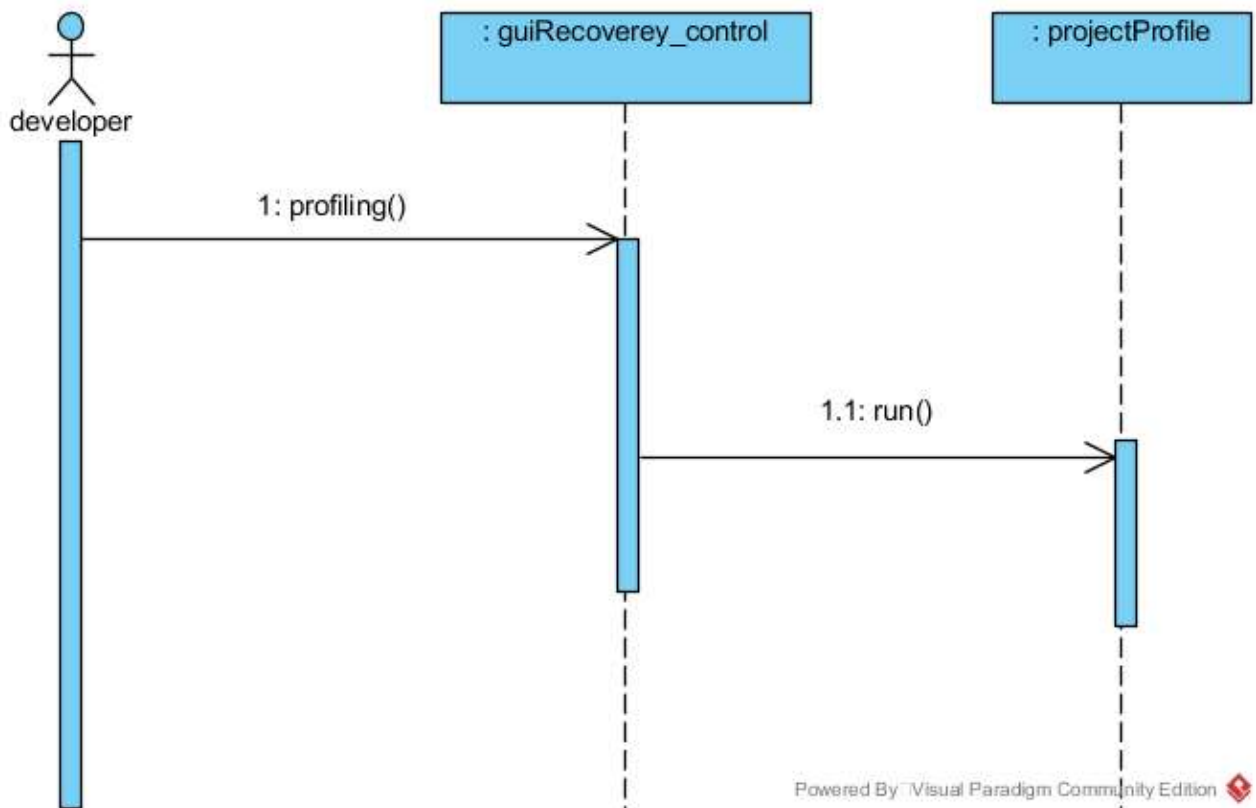 : guiRecoverey_control
: projectProfile
developer
1: profiling()
1.1: run()
Powered By Visual Paradigm Community Edition